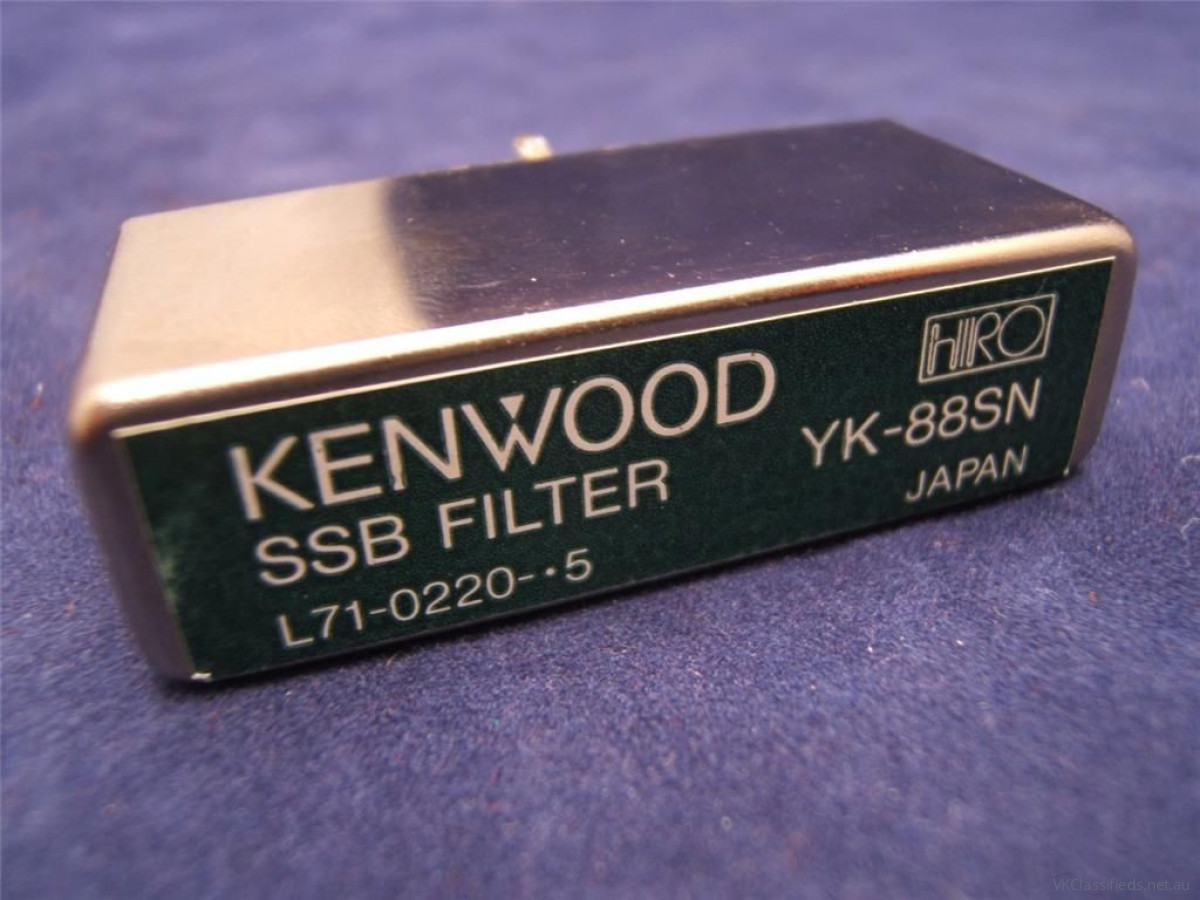 KENWOOD
SSB FILTER
L71-0220-·5
HIRO
YK-88SN
JAPAN
VKClassifieds.net.au